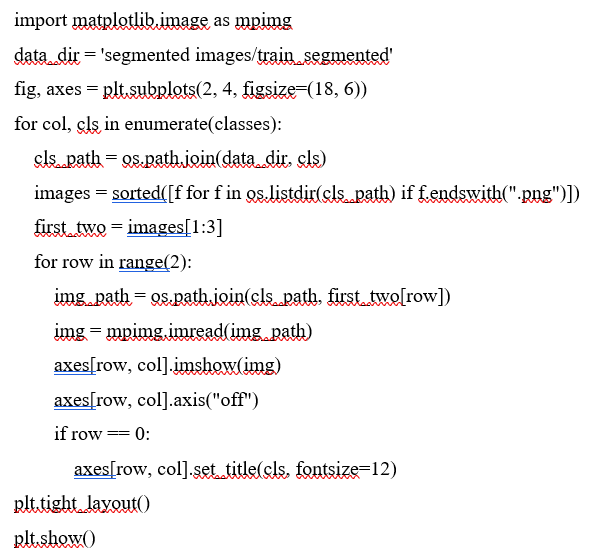 import matplotlib.image as mpimg
data_dir = 'segmented images/train_segmented'
fig, axes = plt.subplots(2, 4, figsize=(18, 6))
for col, cls in enumerate(classes):
    cls_path = os.path.join(data_dir, cls)
    images = sorted([f for f in os.listdir(cls_path) if f.endswith(".png")])
    first_two = images[1:3]
    for row in range(2):
        img_path = os.path.join(cls_path, first_two[row])
        img = mpimg.imread(img_path)
        axes[row, col].imshow(img)
        axes[row, col].axis("off")
        if row == 0:
            axes[row, col].set_title(cls, fontsize=12)
plt.tight_layout()
plt.show()